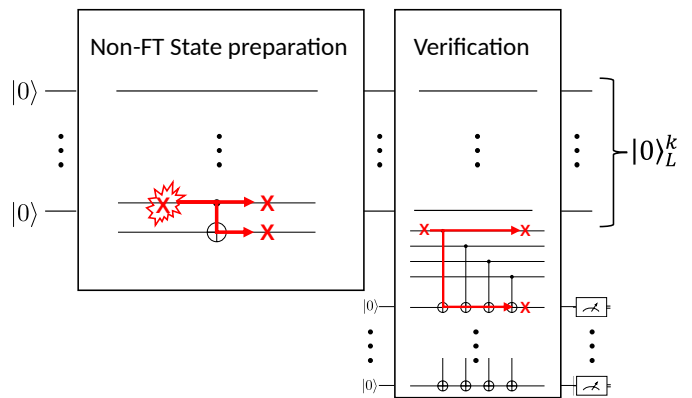 Non-FT State preparation
Verification
|0⟩
|0⟩
X
X
X
X
X
X
|0⟩
|0⟩
|0⟩_L^k